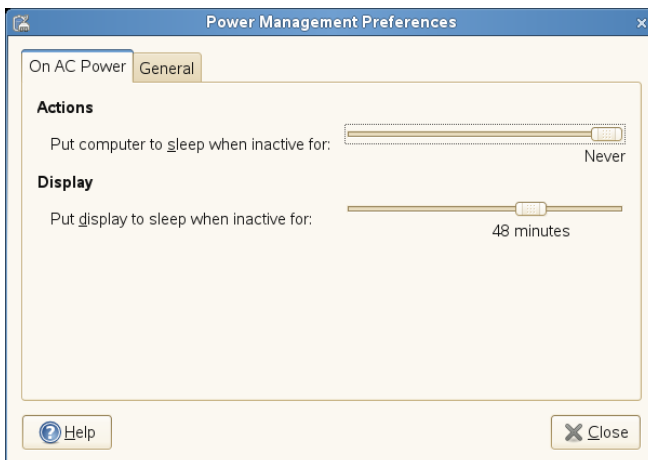 Power Management Preferences
On AC Power
General
Actions
Put computer to sleep when inactive for:
Never
Display
Put display to sleep when inactive for:
48 minutes
Help
Close